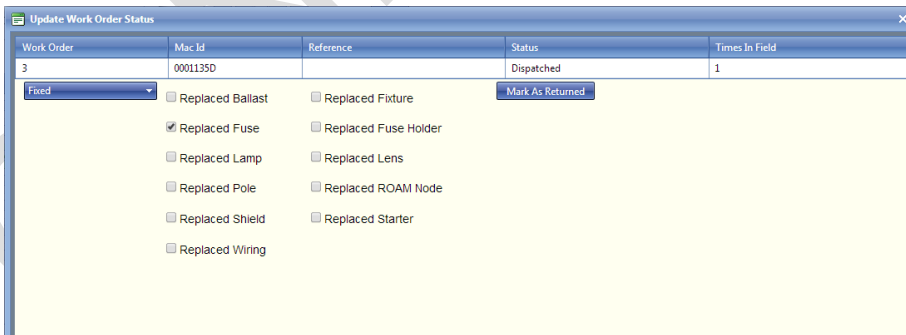 Update Work Order Status
Work Order Mac Id Reference Status Times In Field
3 0001135D Dispatched 1
Fixed Replaced Ballast Replaced Fixture Mark As Returned
Replaced Fuse Replaced Fuse Holder
Replaced Lamp Replaced Lens
Replaced Pole Replaced ROAM Node
Replaced Shield Replaced Starter
Replaced Wiring